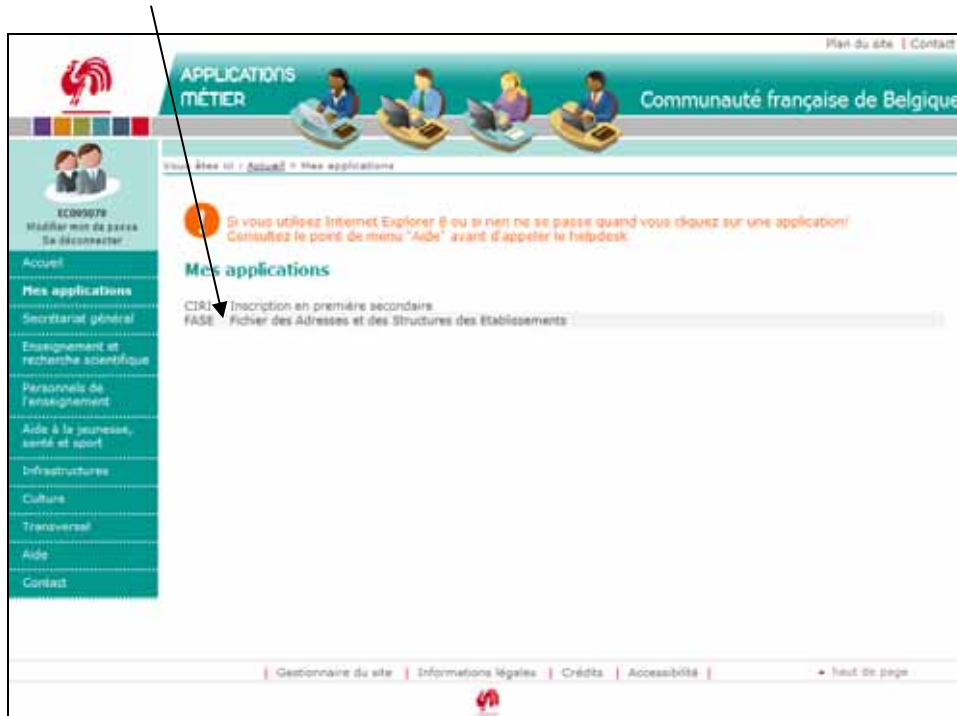 Plan du site | Contact
APPLICATIONS
MÉTIER
Communauté française de Belgique
Vous êtes ici : Accueil > Mes applications
Modifier mot de passe
Se déconnecter
Si vous utilisez Internet Explorer 8 ou si rien ne se passe quand vous cliquez sur une application!
Consultez le point de menu "Aide" avant d'appeler le helpdesk
Accueil
Mes applications
Secrétariat général
Enseignement et
recherche scientifique
Personnels de
l'enseignement
Aide à la jeunesse,
santé et sport
Infrastructures
Culture
Transversal
Aide
Contact
Mes applications
CIRI Inscription en première secondaire
FASE Fichier des Adresses et des Structures des Etablissements
| Gestionnaire du site | Informations légales | Crédits | Accessibilité |
haut de page